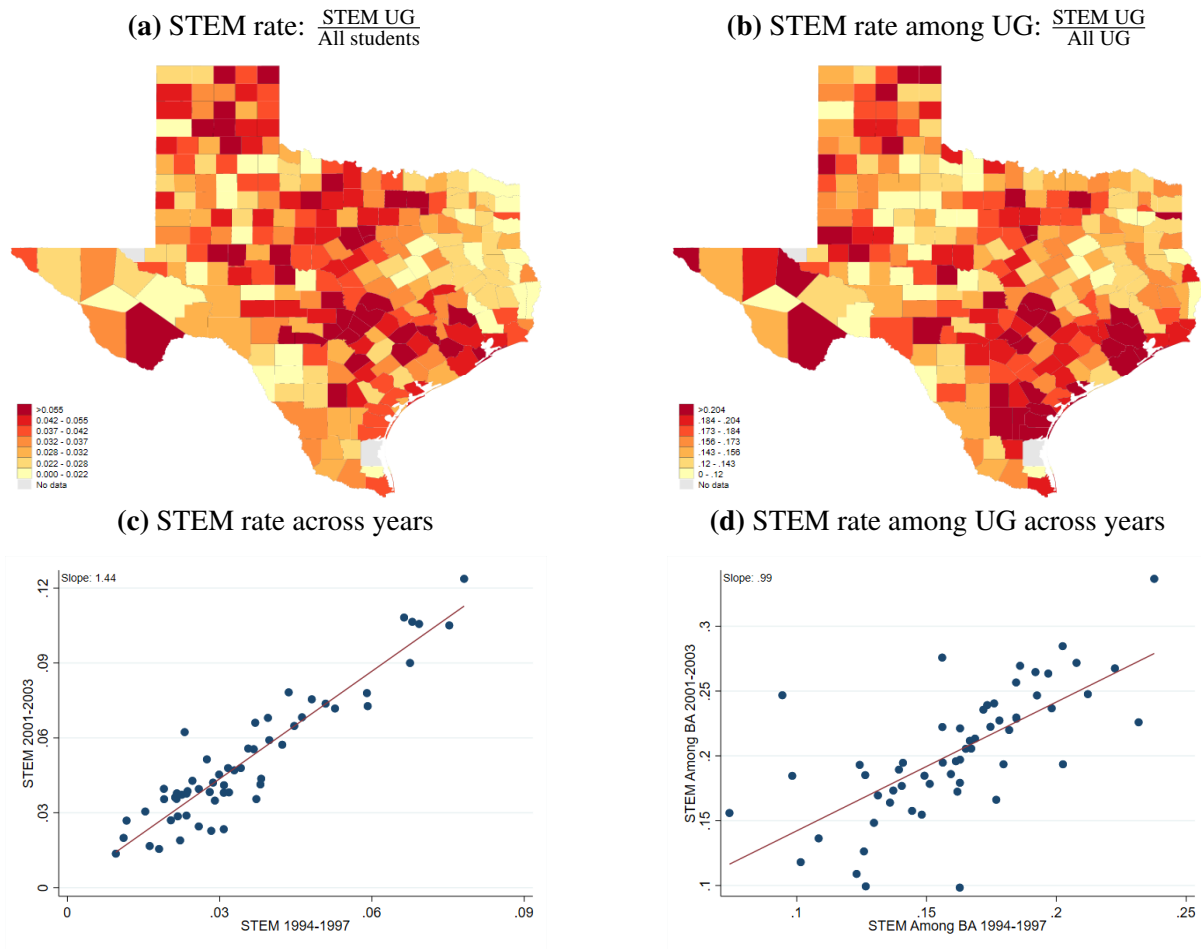 (a) STEM rate: STEM UG / All students
(b) STEM rate among UG: STEM UG / All UG
>0.055
0.042 - 0.055
0.037 - 0.042
0.032 - 0.037
0.028 - 0.032
0.022 - 0.028
0.000 - 0.022
No data
>0.204
.184 - .204
.173 - .184
.156 - .173
.143 - .156
.12 - .143
0 - .12
No data
(c) STEM rate across years
(d) STEM rate among UG across years
Slope: 1.44
STEM 2001-2003
.12
.09
.06
.03
0
0
.03
.06
.09
STEM 1994-1997
Slope: .99
STEM Among BA 2001-2003
.3
.25
.2
.15
.1
.1
.15
.2
.25
STEM Among BA 1994-1997